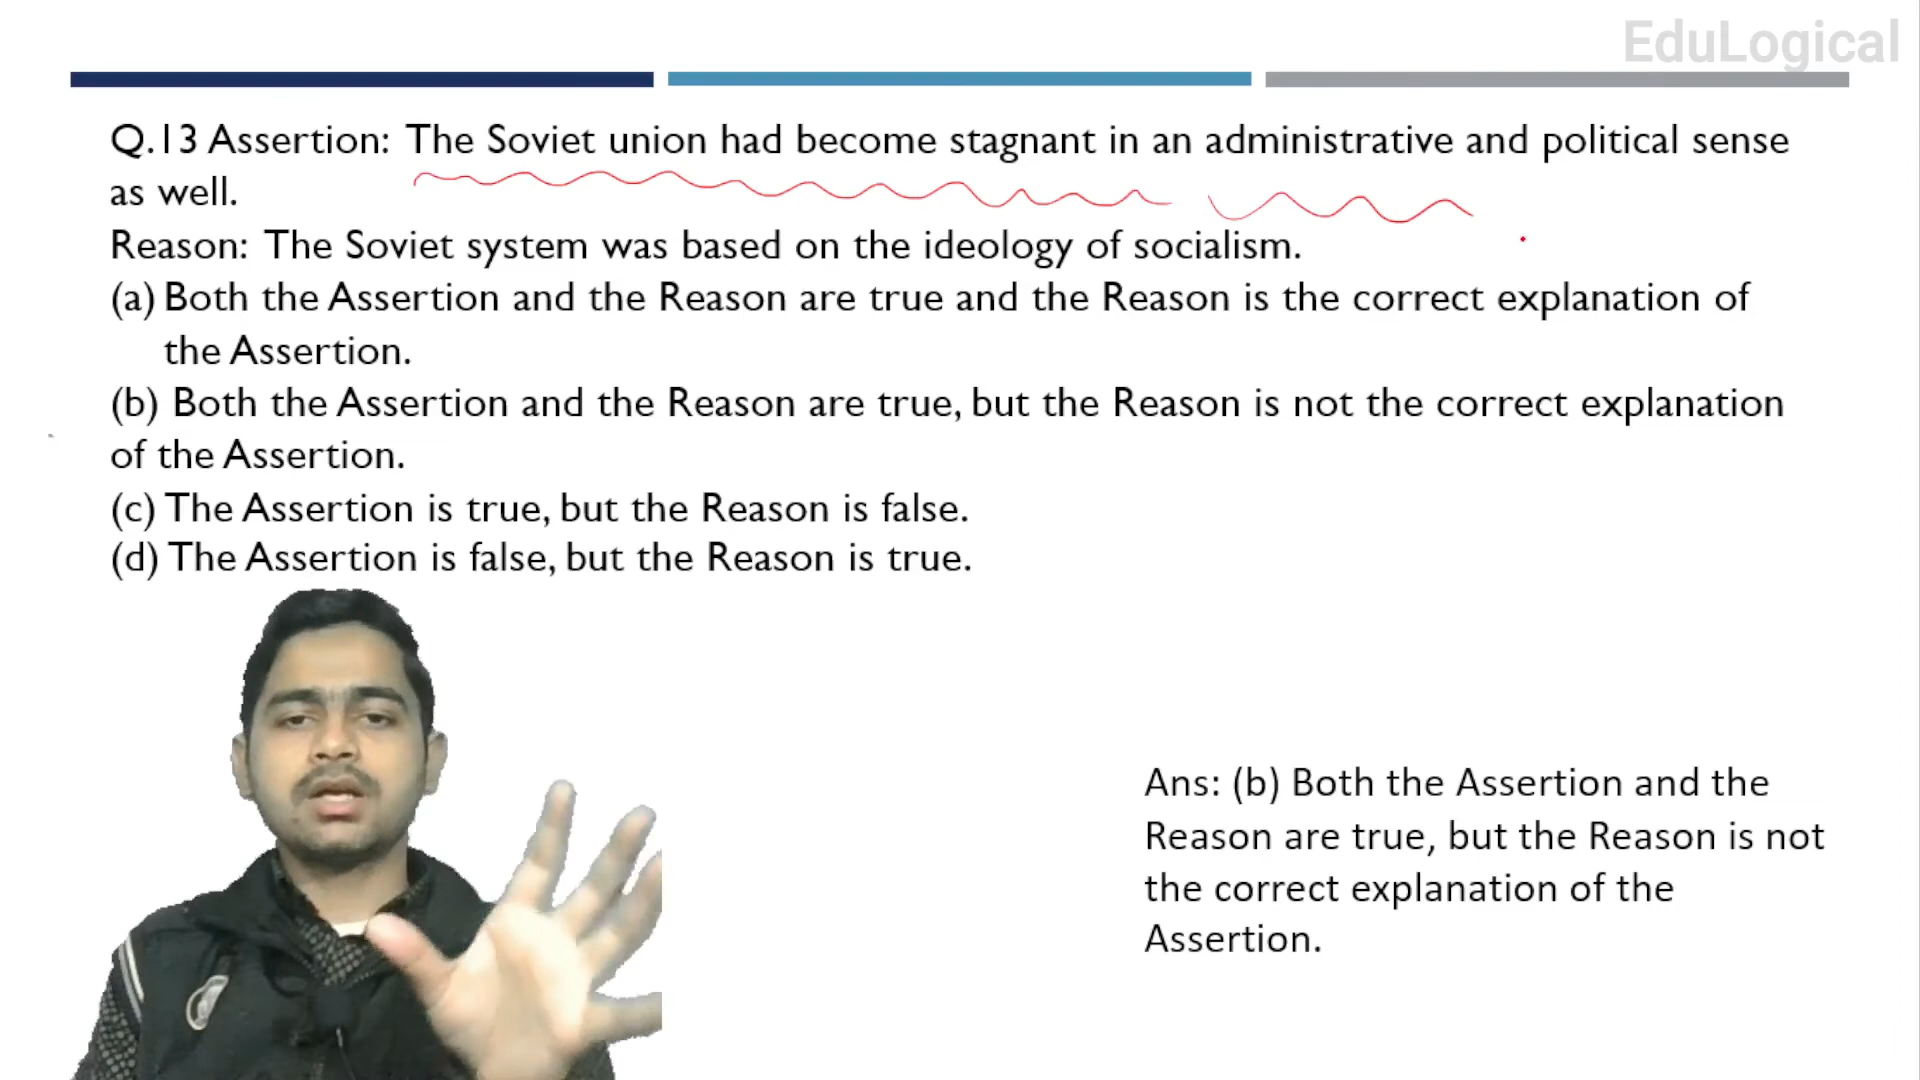 EduLogical
Q.13 Assertion: The Soviet union had become stagnant in an administrative and political sense
as well.
Reason: The Soviet system was based on the ideology of socialism.
(a) Both the Assertion and the Reason are true and the Reason is the correct explanation of
the Assertion.
(b) Both the Assertion and the Reason are true, but the Reason is not the correct explanation
of the Assertion.
(c) The Assertion is true, but the Reason is false.
(d) The Assertion is false, but the Reason is true.
Ans: (b) Both the Assertion and the
Reason are true, but the Reason is not
the correct explanation of the
Assertion.